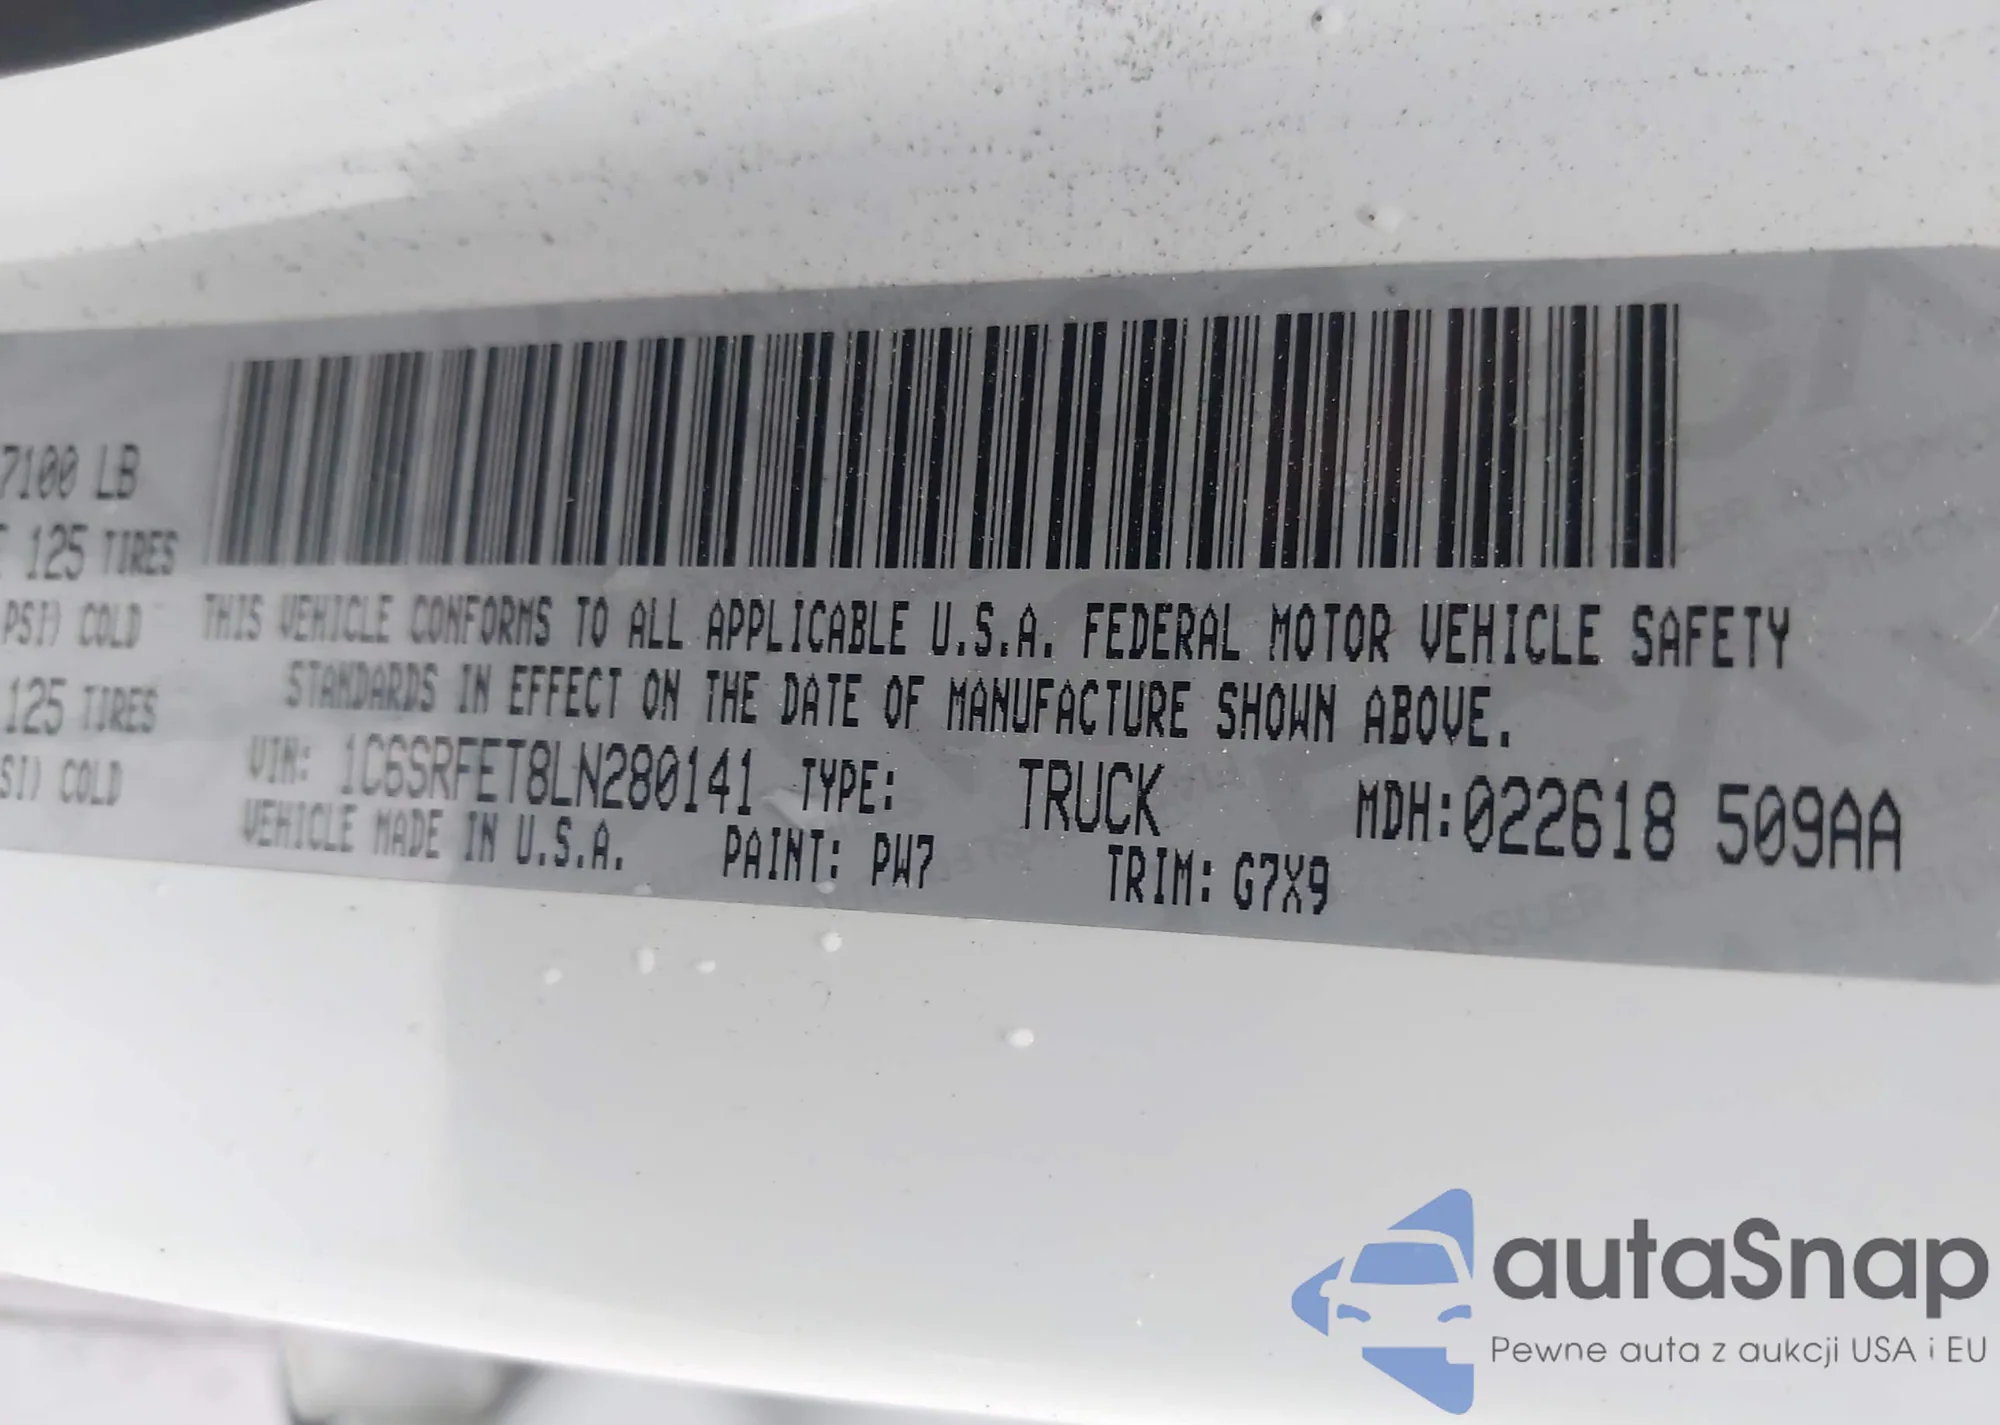 7100 LB
125 TIRES
PSI) COLD
125 TIRES
SI) COLD
THIS VEHICLE CONFORMS TO ALL APPLICABLE U.S.A. FEDERAL MOTOR VEHICLE SAFETY
STANDARDS IN EFFECT ON THE DATE OF MANUFACTURE SHOWN ABOVE.
VIN: 1C6SRFET8LN280141 TYPE: TRUCK MDH:022618 509AA
VEHICLE MADE IN U.S.A. PAINT: PW7 TRIM: G7X9
autaSnap
Pewne auta z aukcji USA i EU